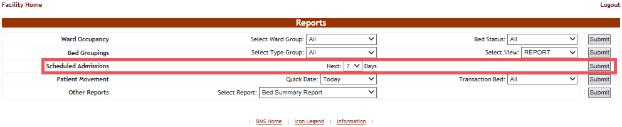 Facility Home Logout
Reports
Ward Occupancy Select Ward Group: All Bed Status: All Submit
Bed Groupings Select Type Group: All Select View: REPORT Submit
Scheduled Admissions Next: 7 Days Submit
Patient Movement Quick Date: Today Transaction Bed: All Submit
Other Reports Select Report: Bed Summary Report Submit
| BMS Home | Icon Legend | Information |